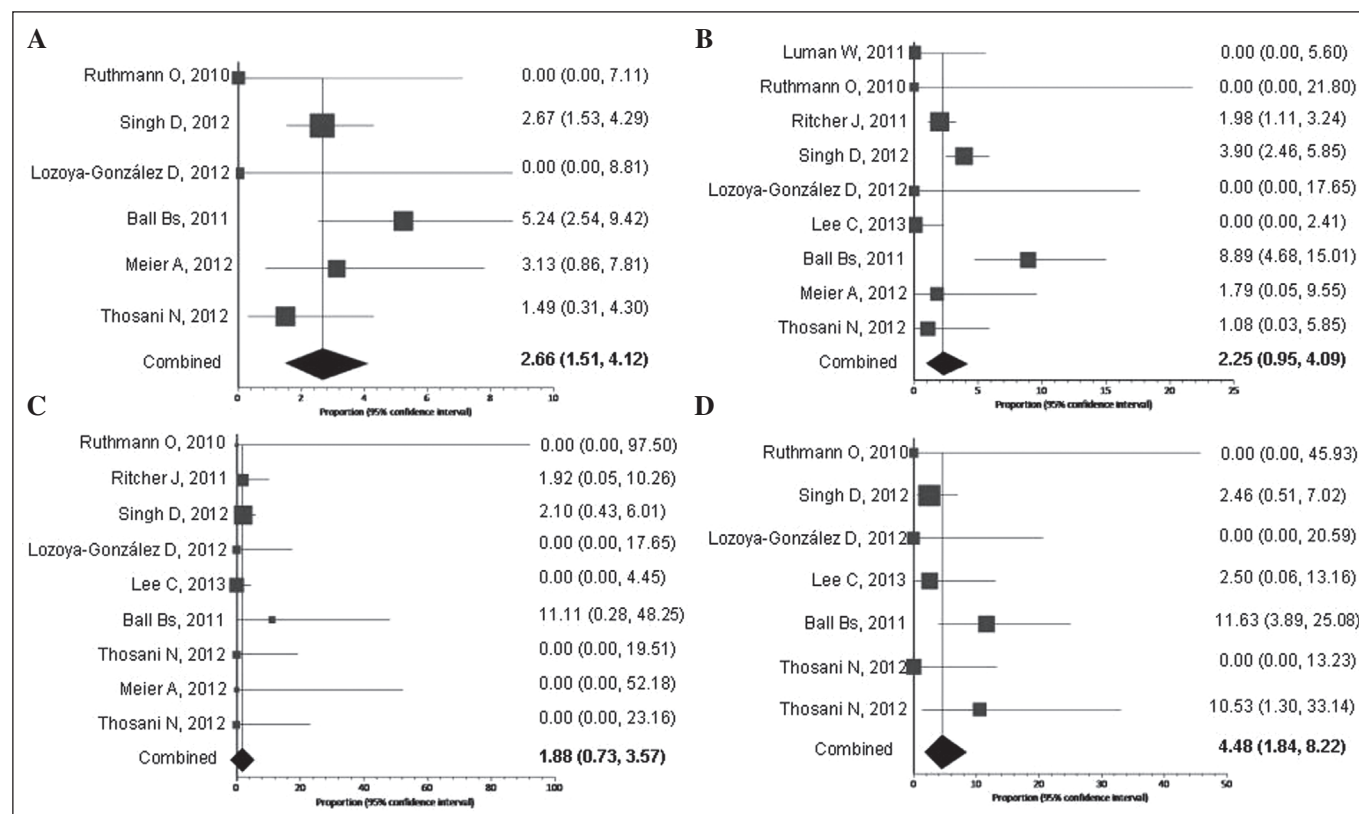 A
Ruthmann O, 2010 0.00 (0.00, 7.11)
Singh D, 2012 2.67 (1.53, 4.29)
Lozoya-González D, 2012 0.00 (0.00, 8.81)
Ball Bs, 2011 5.24 (2.54, 9.42)
Meier A, 2012 3.13 (0.86, 7.81)
Thosani N, 2012 1.49 (0.31, 4.30)
Combined 2.66 (1.51, 4.12)
0 2 4 6 8 10
Proportion (95% confidence interval)
B
Luman W, 2011 0.00 (0.00, 5.60)
Ruthmann O, 2010 0.00 (0.00, 21.80)
Ritcher J, 2011 1.98 (1.11, 3.24)
Singh D, 2012 3.90 (2.46, 5.85)
Lozoya-González D, 2012 0.00 (0.00, 17.65)
Lee C, 2013 0.00 (0.00, 2.41)
Ball Bs, 2011 8.89 (4.68, 15.01)
Meier A, 2012 1.79 (0.05, 9.55)
Thosani N, 2012 1.08 (0.03, 5.85)
Combined 2.25 (0.95, 4.09)
0 5 10 15 20 25
Proportion (95% confidence interval)
C
Ruthmann O, 2010 0.00 (0.00, 97.50)
Ritcher J, 2011 1.92 (0.05, 10.26)
Singh D, 2012 2.10 (0.43, 6.01)
Lozoya-González D, 2012 0.00 (0.00, 17.65)
Lee C, 2013 0.00 (0.00, 4.45)
Ball Bs, 2011 11.11 (0.28, 48.25)
Thosani N, 2012 0.00 (0.00, 19.51)
Meier A, 2012 0.00 (0.00, 52.18)
Thosani N, 2012 0.00 (0.00, 23.16)
Combined 1.88 (0.73, 3.57)
0 20 40 60 80 100
Proportion (95% confidence interval)
D
Ruthmann O, 2010 0.00 (0.00, 45.93)
Singh D, 2012 2.46 (0.51, 7.02)
Lozoya-González D, 2012 0.00 (0.00, 20.59)
Lee C, 2013 2.50 (0.06, 13.16)
Ball Bs, 2011 11.63 (3.89, 25.08)
Thosani N, 2012 0.00 (0.00, 13.23)
Thosani N, 2012 10.53 (1.30, 33.14)
Combined 4.48 (1.84, 8.22)
0 10 20 30 40 50
Proportion (95% confidence interval)